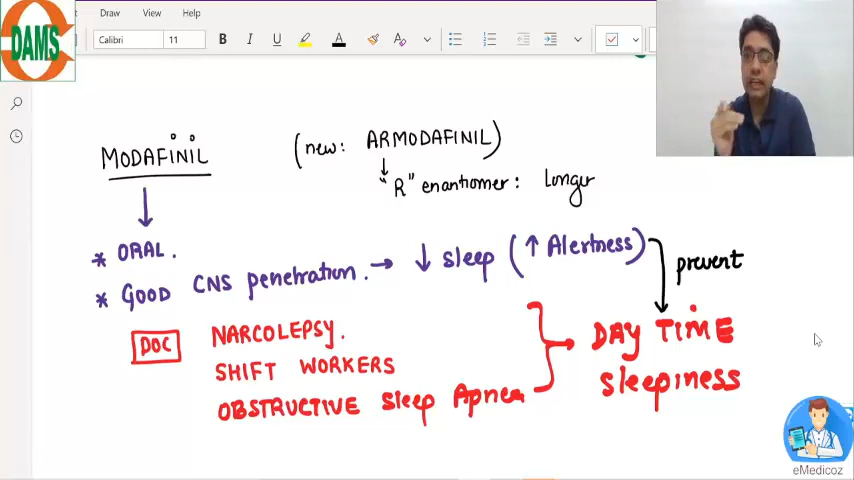 DAMS
Draw View
Calibri 11 B I U A A
MODAFINIL (new: ARMODAFINIL)
"R" enantiomer: Longer
* ORAL.
* GOOD CNS penetration. → ↓ sleep (↑ Alertness) prevent
DOC NARCOLEPSY.
SHIFT WORKERS
OBSTRUCTIVE Sleep Apnea
DAY TIME
sleepiness
eMedicoz